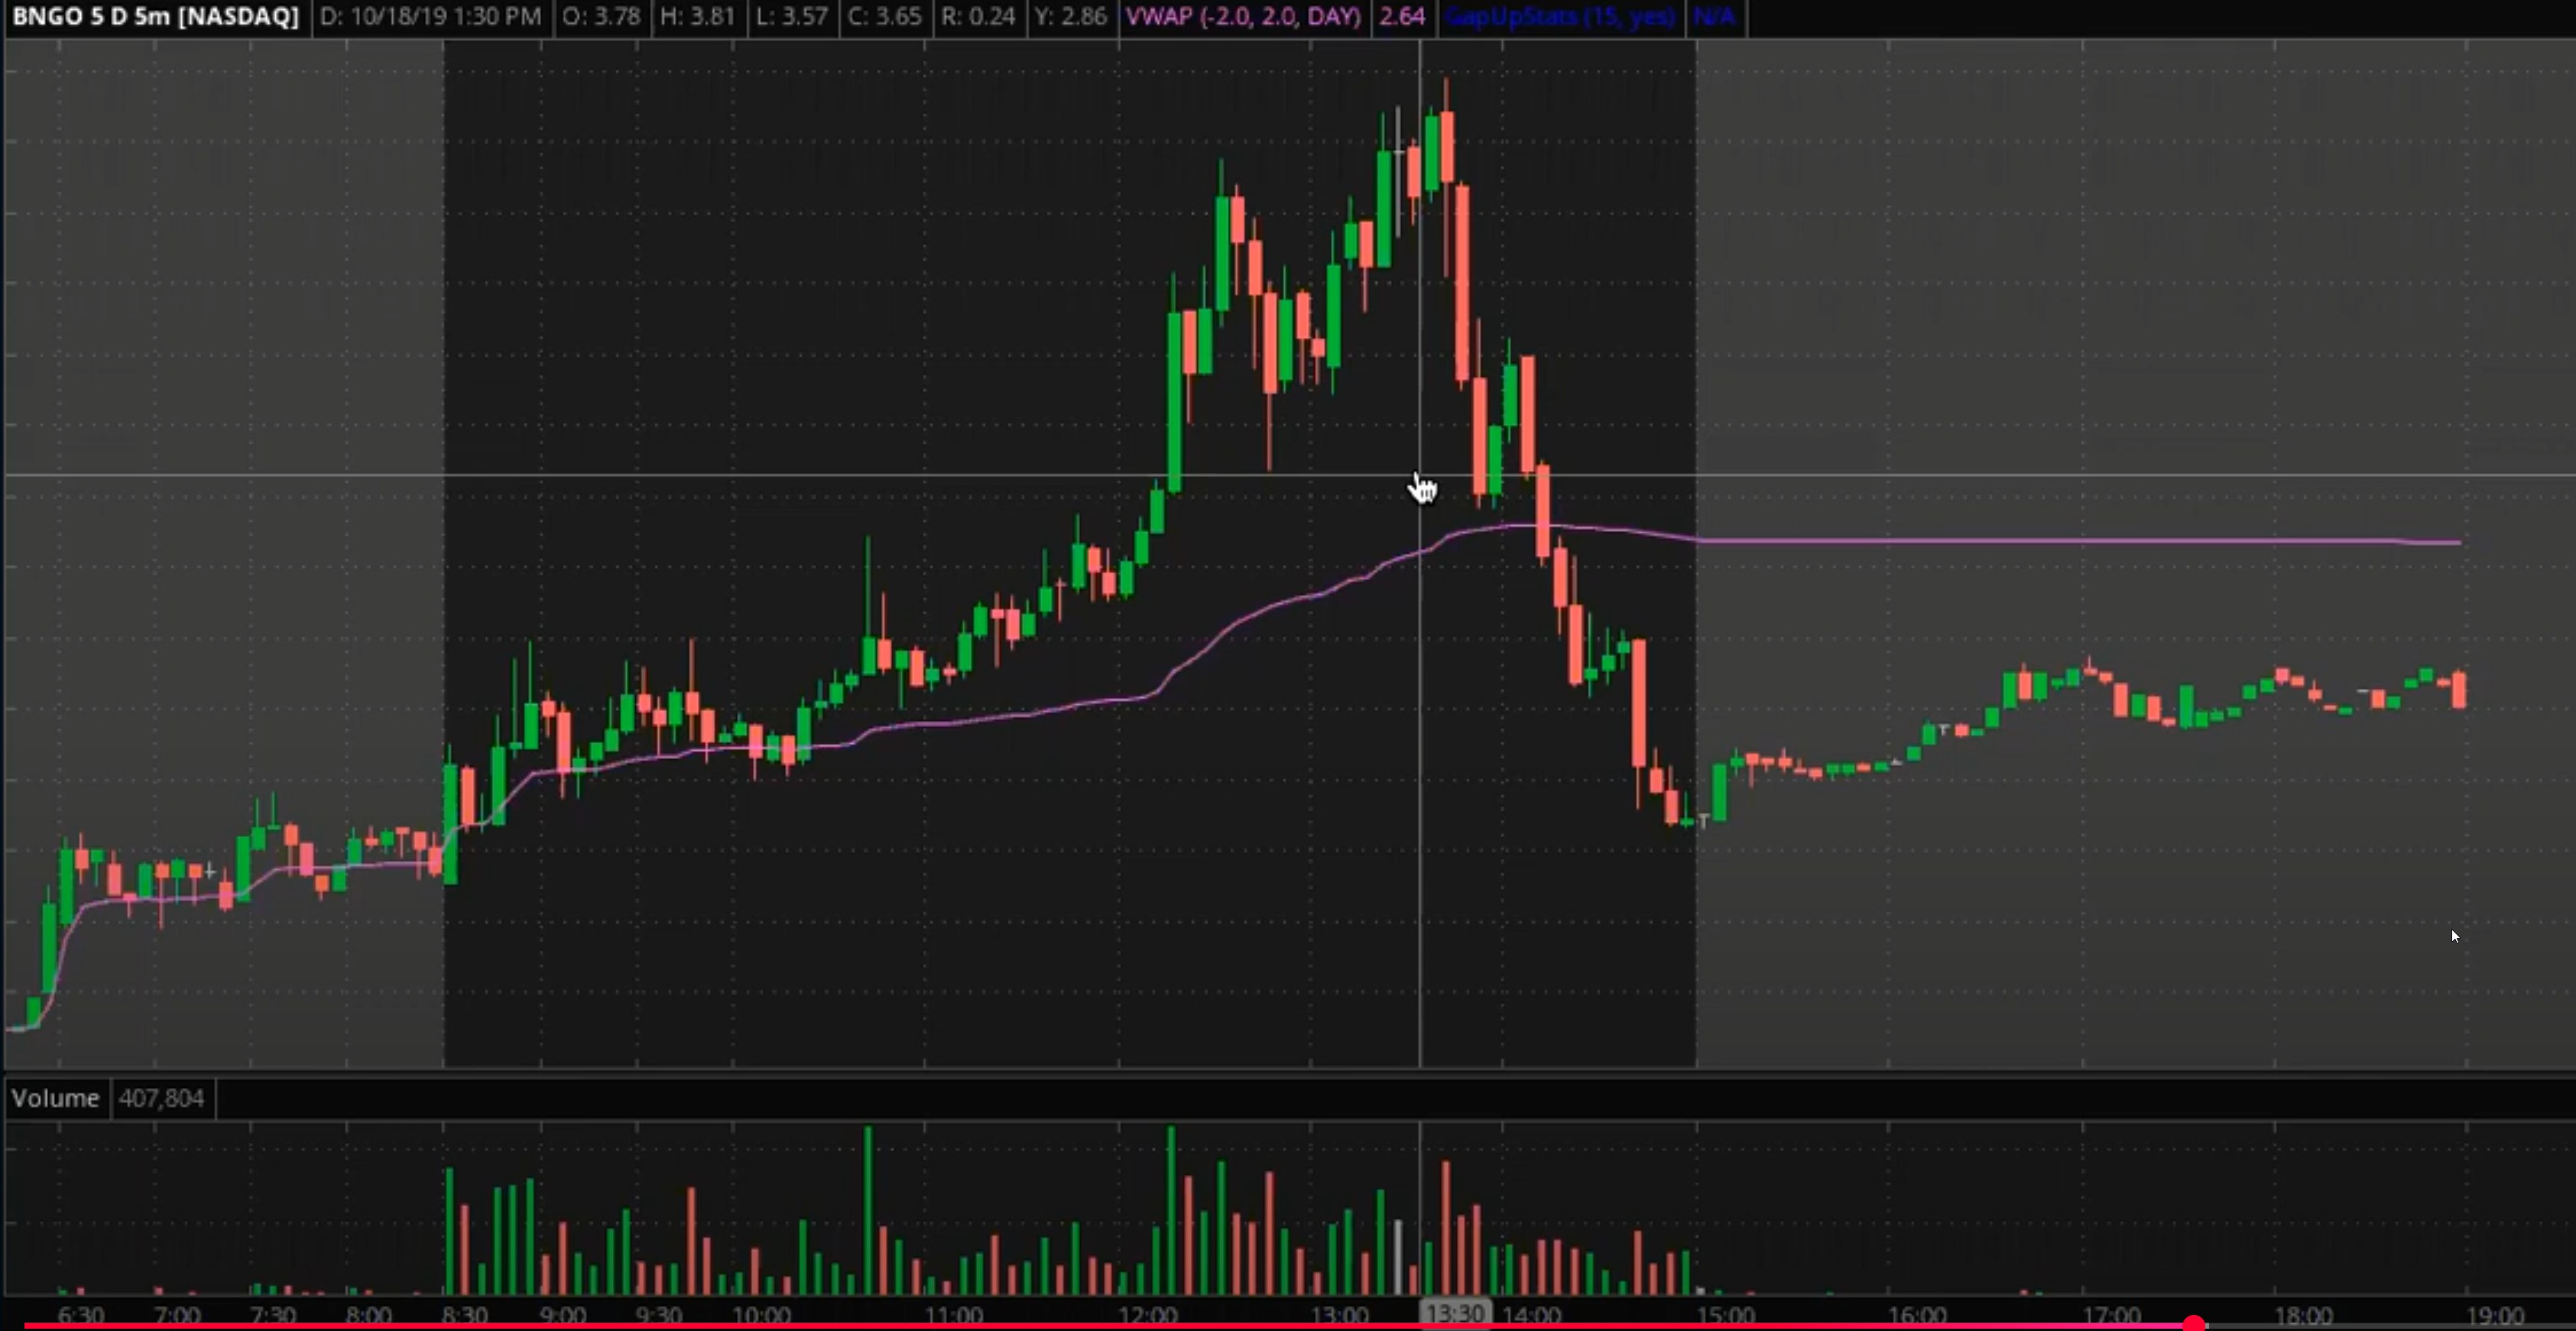 BNGO 5 D 5m [NASDAQ] D: 10/18/19 1:30 PM O: 3.78 H: 3.81 L: 3.57 C: 3.65 R: 0.24 Y: 2.86 VWAP (-2.0, 2.0, DAY) 2.64 GapUpStats (15, yes) N/A
Volume 407,804
6:30 7:00 7:30 8:00 8:30 9:00 9:30 10:00 11:00 12:00 13:00 13:30 14:00 15:00 16:00 17:00 18:00 19:00